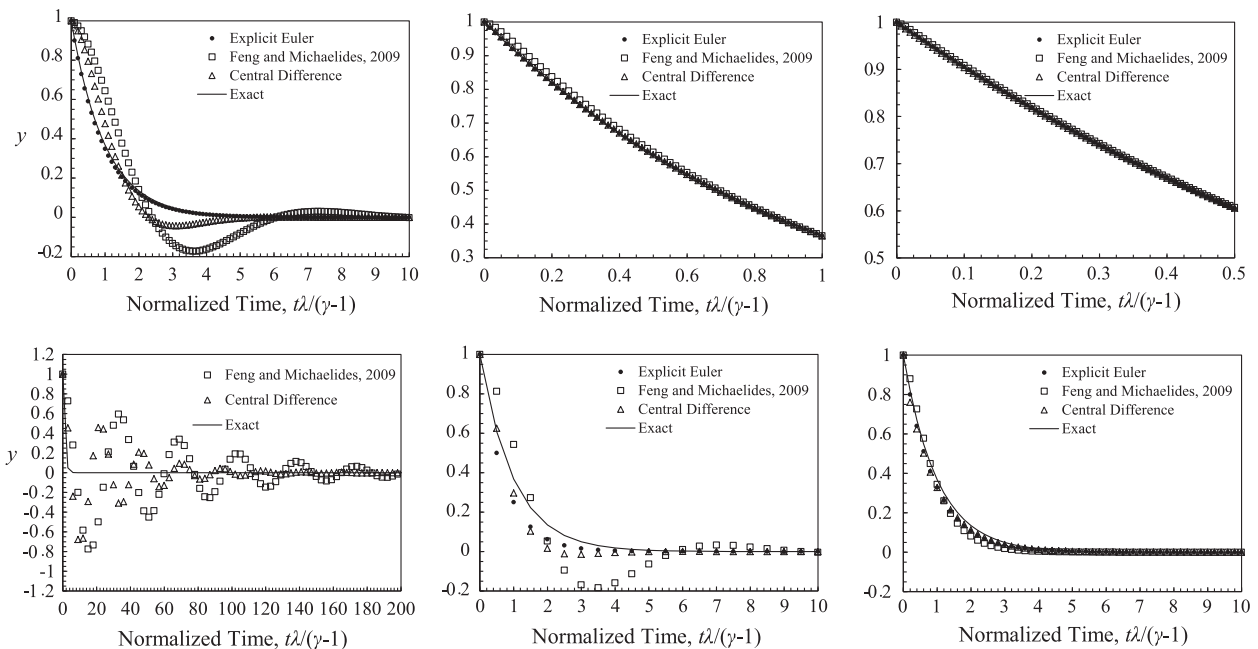 1
0.8
0.6
0.4
0.2
0
-0.2
y
0 1 2 3 4 5 6 7 8 9 10
Normalized Time, tλ/(γ-1)
Explicit Euler
Feng and Michaelides, 2009
Central Difference
Exact
1
0.9
0.8
0.7
0.6
0.5
0.4
0.3
0 0.2 0.4 0.6 0.8 1
Normalized Time, tλ/(γ-1)
Explicit Euler
Feng and Michaelides, 2009
Central Difference
Exact
1
0.9
0.8
0.7
0.6
0.5
0 0.1 0.2 0.3 0.4 0.5
Normalized Time, tλ/(γ-1)
Explicit Euler
Feng and Michaelides, 2009
Central Difference
Exact
1.2
1
0.8
0.6
0.4
0.2
0
-0.2
-0.4
-0.6
-0.8
-1
-1.2
y
0 20 40 60 80 100 120 140 160 180 200
Normalized Time, tλ/(γ-1)
Feng and Michaelides, 2009
Central Difference
Exact
1
0.8
0.6
0.4
0.2
0
-0.2
0 1 2 3 4 5 6 7 8 9 10
Normalized Time, tλ/(γ-1)
Explicit Euler
Feng and Michaelides, 2009
Central Difference
Exact
1
0.8
0.6
0.4
0.2
0
-0.2
0 1 2 3 4 5 6 7 8 9 10
Normalized Time, tλ/(γ-1)
Explicit Euler
Feng and Michaelides, 2009
Central Difference
Exact